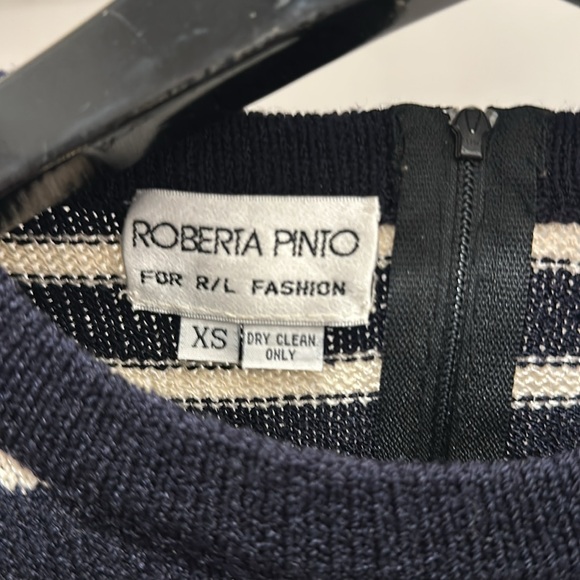 ROBERTA PINTO
FOR R/L FASHION
XS
DRY CLEAN
ONLY